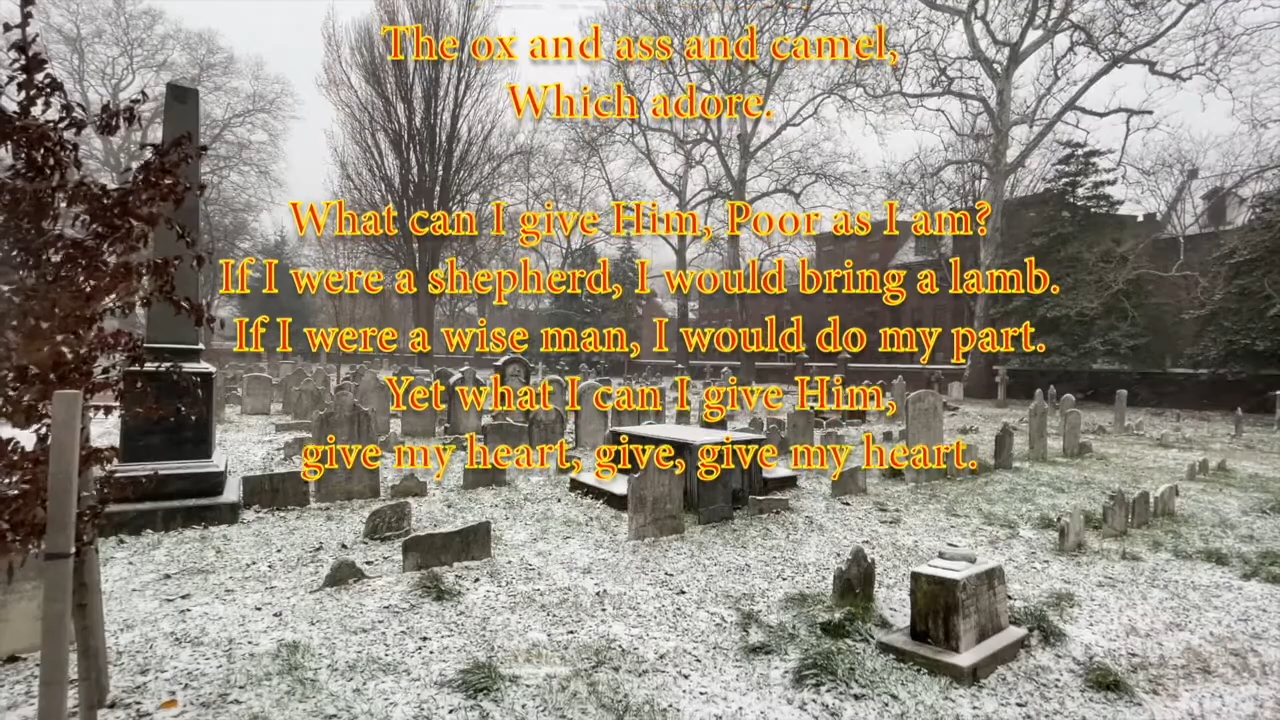 The ox and ass and camel,
Which adore.
What can I give Him, Poor as I am?
If I were a shepherd, I would bring a lamb.
If I were a wise man, I would do my part.
Yet what I can I give Him,
give my heart, give, give my heart.